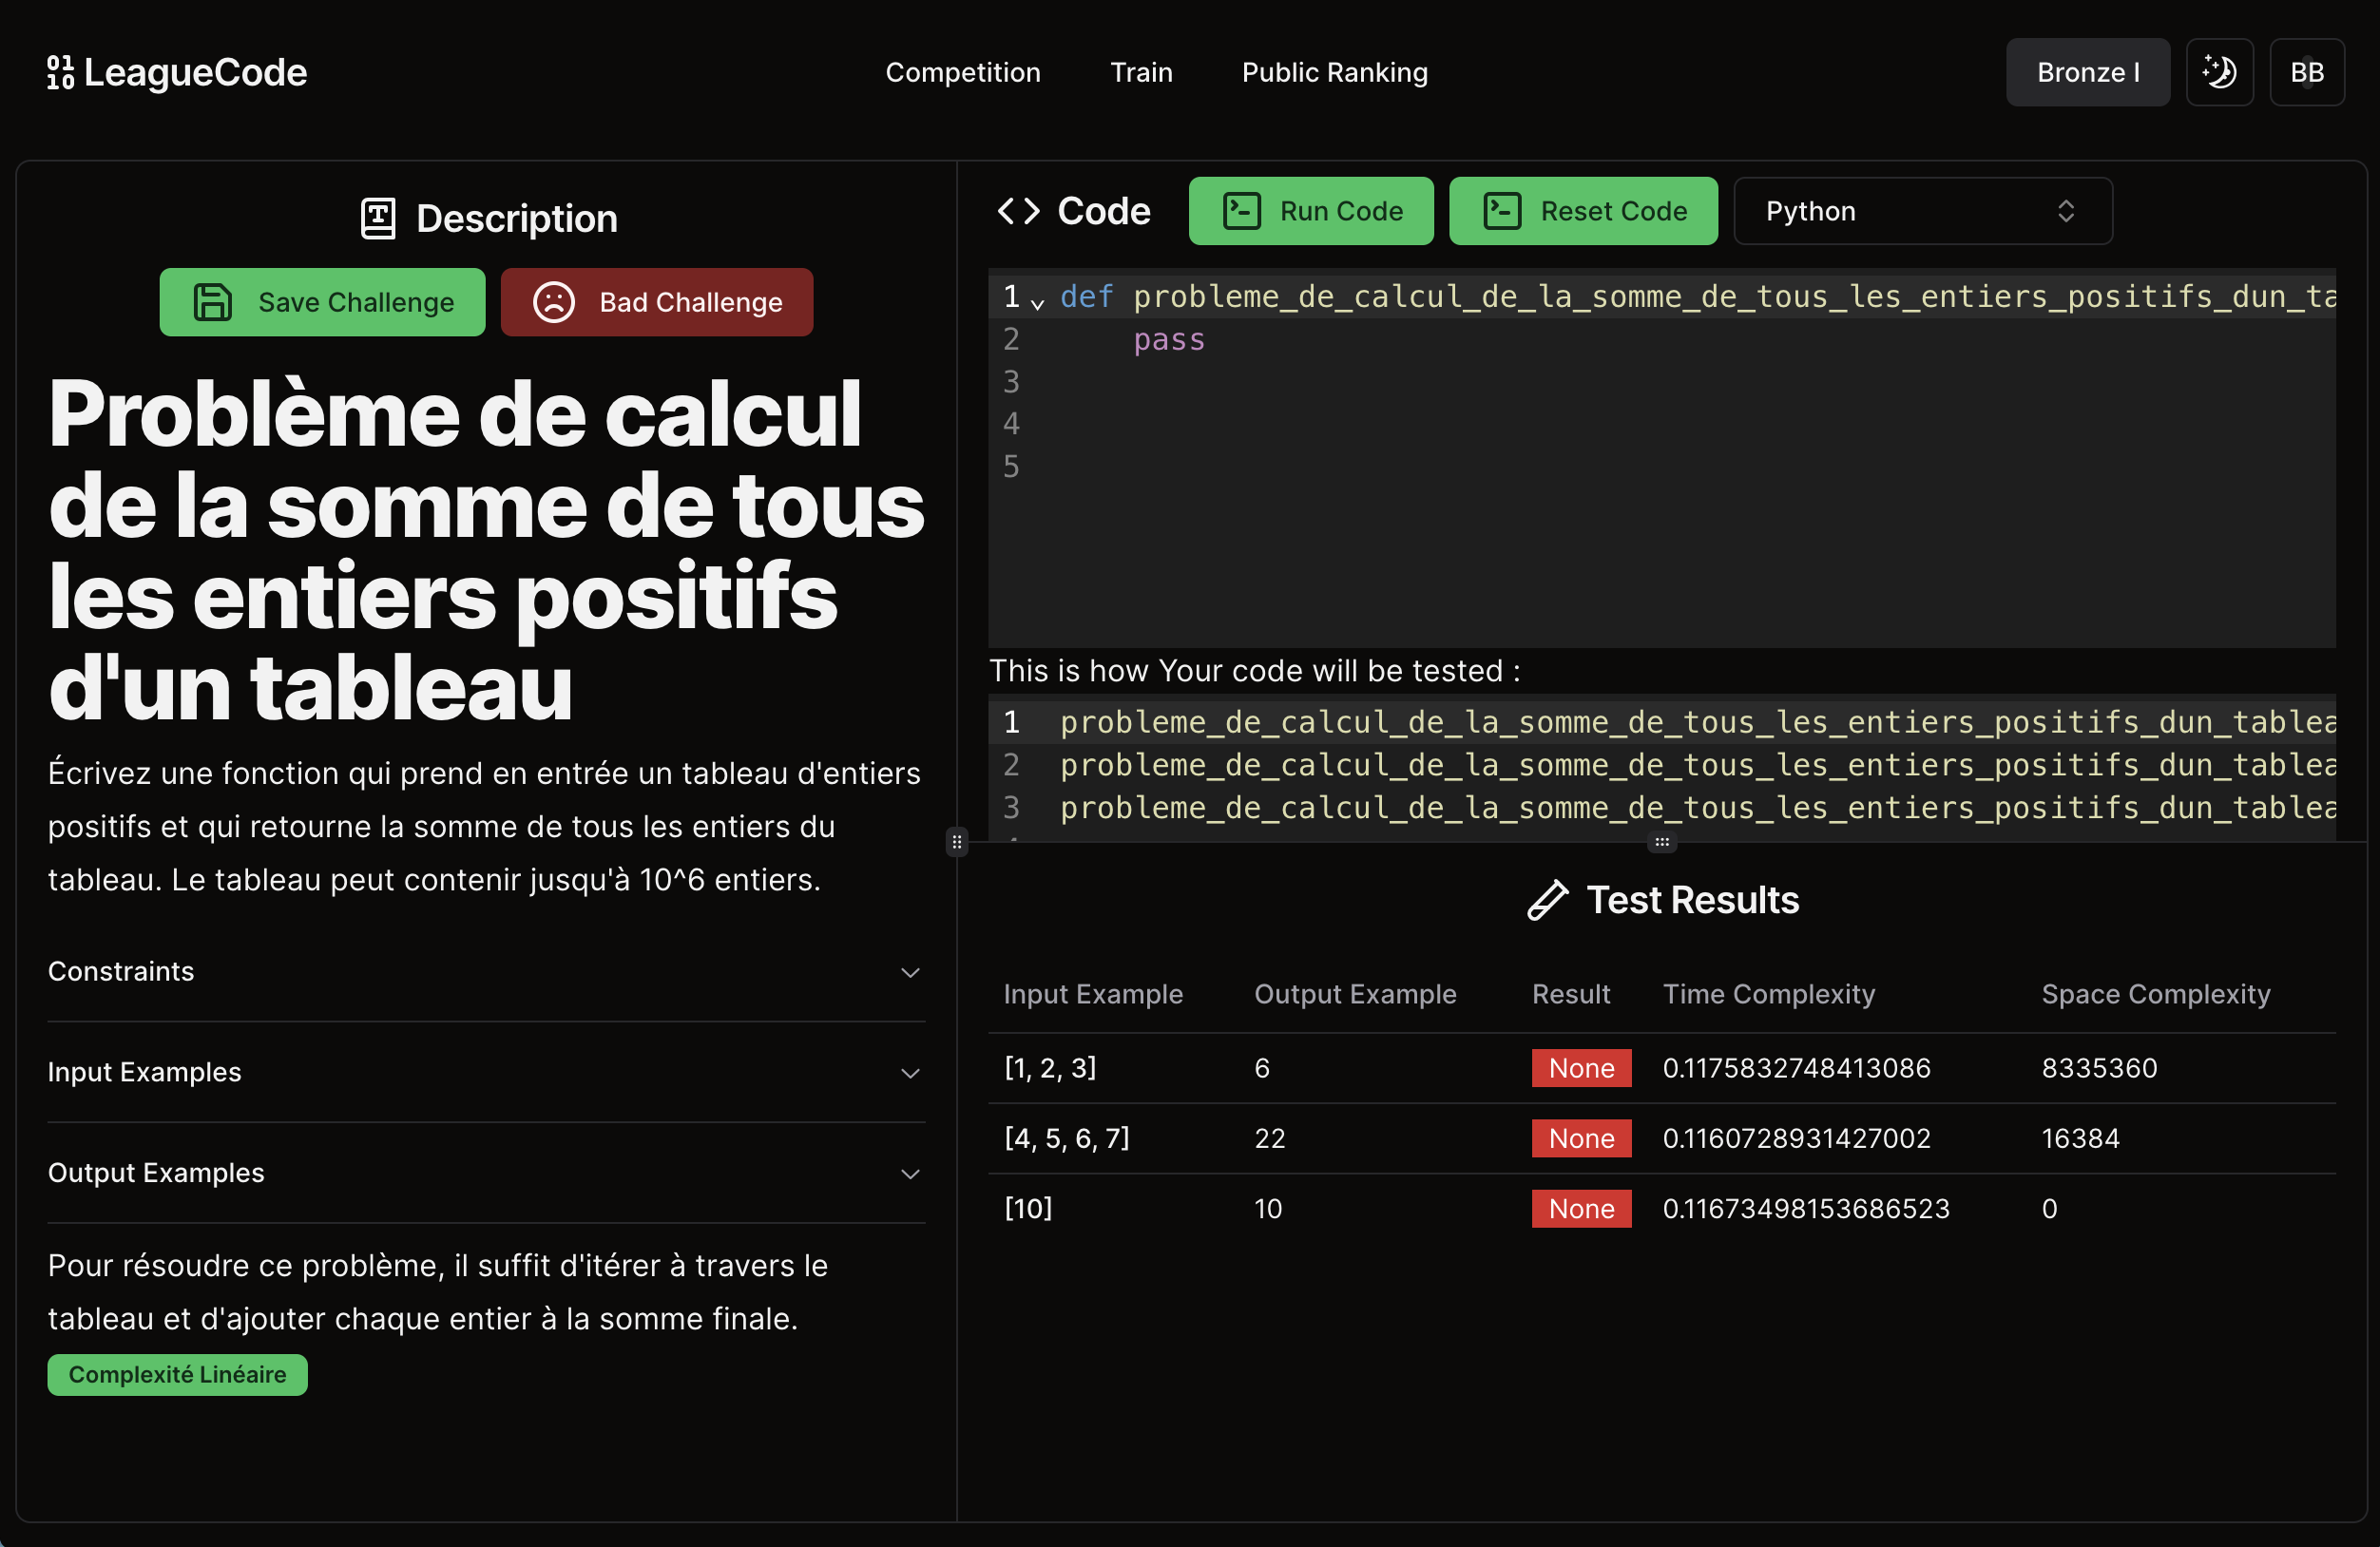 LeagueCode
Competition
Train
Public Ranking
Bronze I
BB
Description
Save Challenge
Bad Challenge
Problème de calcul
de la somme de tous
les entiers positifs
d'un tableau
Écrivez une fonction qui prend en entrée un tableau d'entiers
positifs et qui retourne la somme de tous les entiers du
tableau. Le tableau peut contenir jusqu'à 10^6 entiers.
Constraints
Input Examples
Output Examples
Pour résoudre ce problème, il suffit d'itérer à travers le
tableau et d'ajouter chaque entier à la somme finale.
Complexité Linéaire
Code
Run Code
Reset Code
Python
1 def probleme_de_calcul_de_la_somme_de_tous_les_entiers_positifs_dun_ta
2 pass
3
4
5
This is how Your code will be tested :
1 probleme_de_calcul_de_la_somme_de_tous_les_entiers_positifs_dun_tablea
2 probleme_de_calcul_de_la_somme_de_tous_les_entiers_positifs_dun_tablea
3 probleme_de_calcul_de_la_somme_de_tous_les_entiers_positifs_dun_tablea
Test Results
Input Example Output Example Result Time Complexity Space Complexity
[1, 2, 3] 6 None 0.1175832748413086 8335360
[4, 5, 6, 7] 22 None 0.1160728931427002 16384
[10] 10 None 0.11673498153686523 0